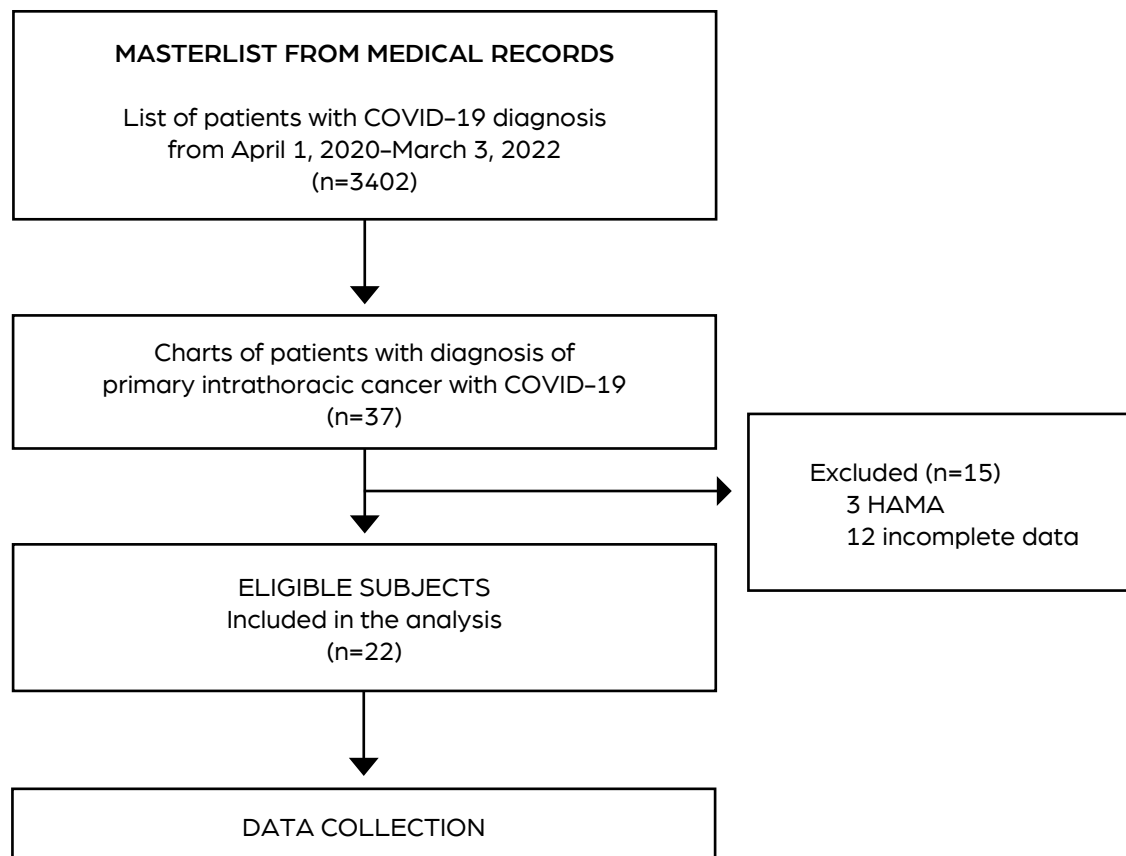 MASTERLIST FROM MEDICAL RECORDS
List of patients with COVID-19 diagnosis
from April 1, 2020-March 3, 2022
(n=3402)
Charts of patients with diagnosis of
primary intrathoracic cancer with COVID-19
(n=37)
Excluded (n=15)
3 HAMA
12 incomplete data
ELIGIBLE SUBJECTS
Included in the analysis
(n=22)
DATA COLLECTION